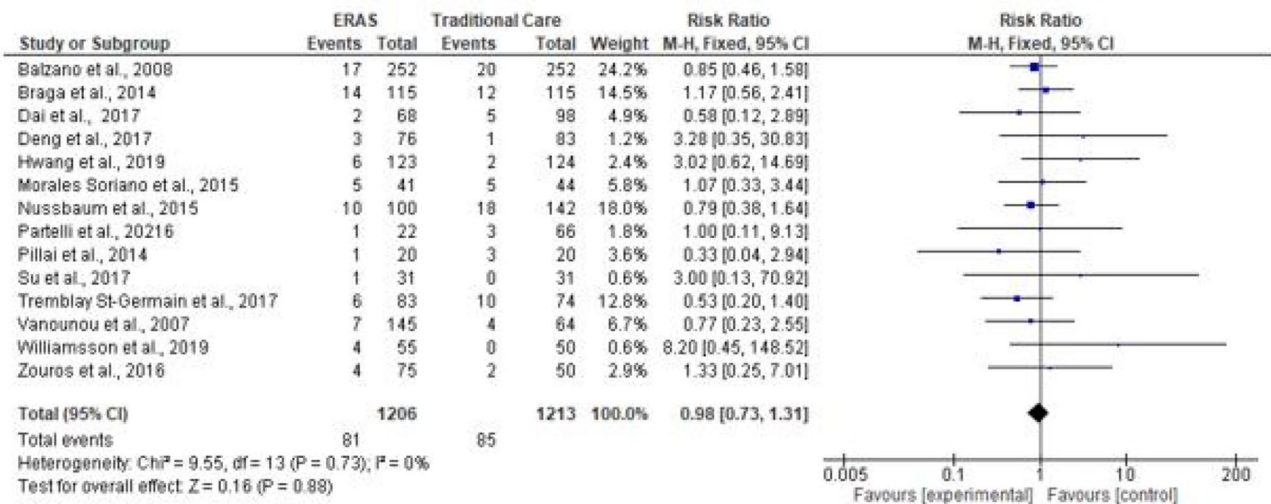 ERAS Traditional Care Risk Ratio Risk Ratio
Study or Subgroup Events Total Events Total Weight M-H, Fixed, 95% CI M-H, Fixed, 95% CI
Balzano et al., 2008 17 252 20 252 24.2% 0.85 [0.46, 1.58]
Braga et al., 2014 14 115 12 115 14.5% 1.17 [0.56, 2.41]
Dai et al., 2017 2 68 5 98 4.9% 0.58 [0.12, 2.89]
Deng et al., 2017 3 76 1 83 1.2% 3.28 [0.35, 30.83]
Hwang et al., 2019 6 123 2 124 2.4% 3.02 [0.62, 14.69]
Morales Soriano et al., 2015 5 41 5 44 5.8% 1.07 [0.33, 3.44]
Nussbaum et al., 2015 10 100 18 142 18.0% 0.79 [0.38, 1.64]
Partelli et al., 20216 1 22 3 66 1.8% 1.00 [0.11, 9.13]
Pillai et al., 2014 1 20 3 20 3.6% 0.33 [0.04, 2.94]
Su et al., 2017 1 31 0 31 0.6% 3.00 [0.13, 70.92]
Tremblay St-Germain et al., 2017 6 83 10 74 12.8% 0.53 [0.20, 1.40]
Vanounou et al., 2007 7 145 4 64 6.7% 0.77 [0.23, 2.55]
Williamsson et al., 2019 4 55 0 50 0.6% 8.20 [0.45, 148.52]
Zouros et al., 2016 4 75 2 50 2.9% 1.33 [0.25, 7.01]
Total (95% CI) 1206 1213 100.0% 0.98 [0.73, 1.31]
Total events 81 85
Heterogeneity: Chi² = 9.55, df = 13 (P = 0.73); I² = 0%
Test for overall effect: Z = 0.16 (P = 0.88)
0.005 0.1 1 10 200
Favours [experimental] Favours [control]